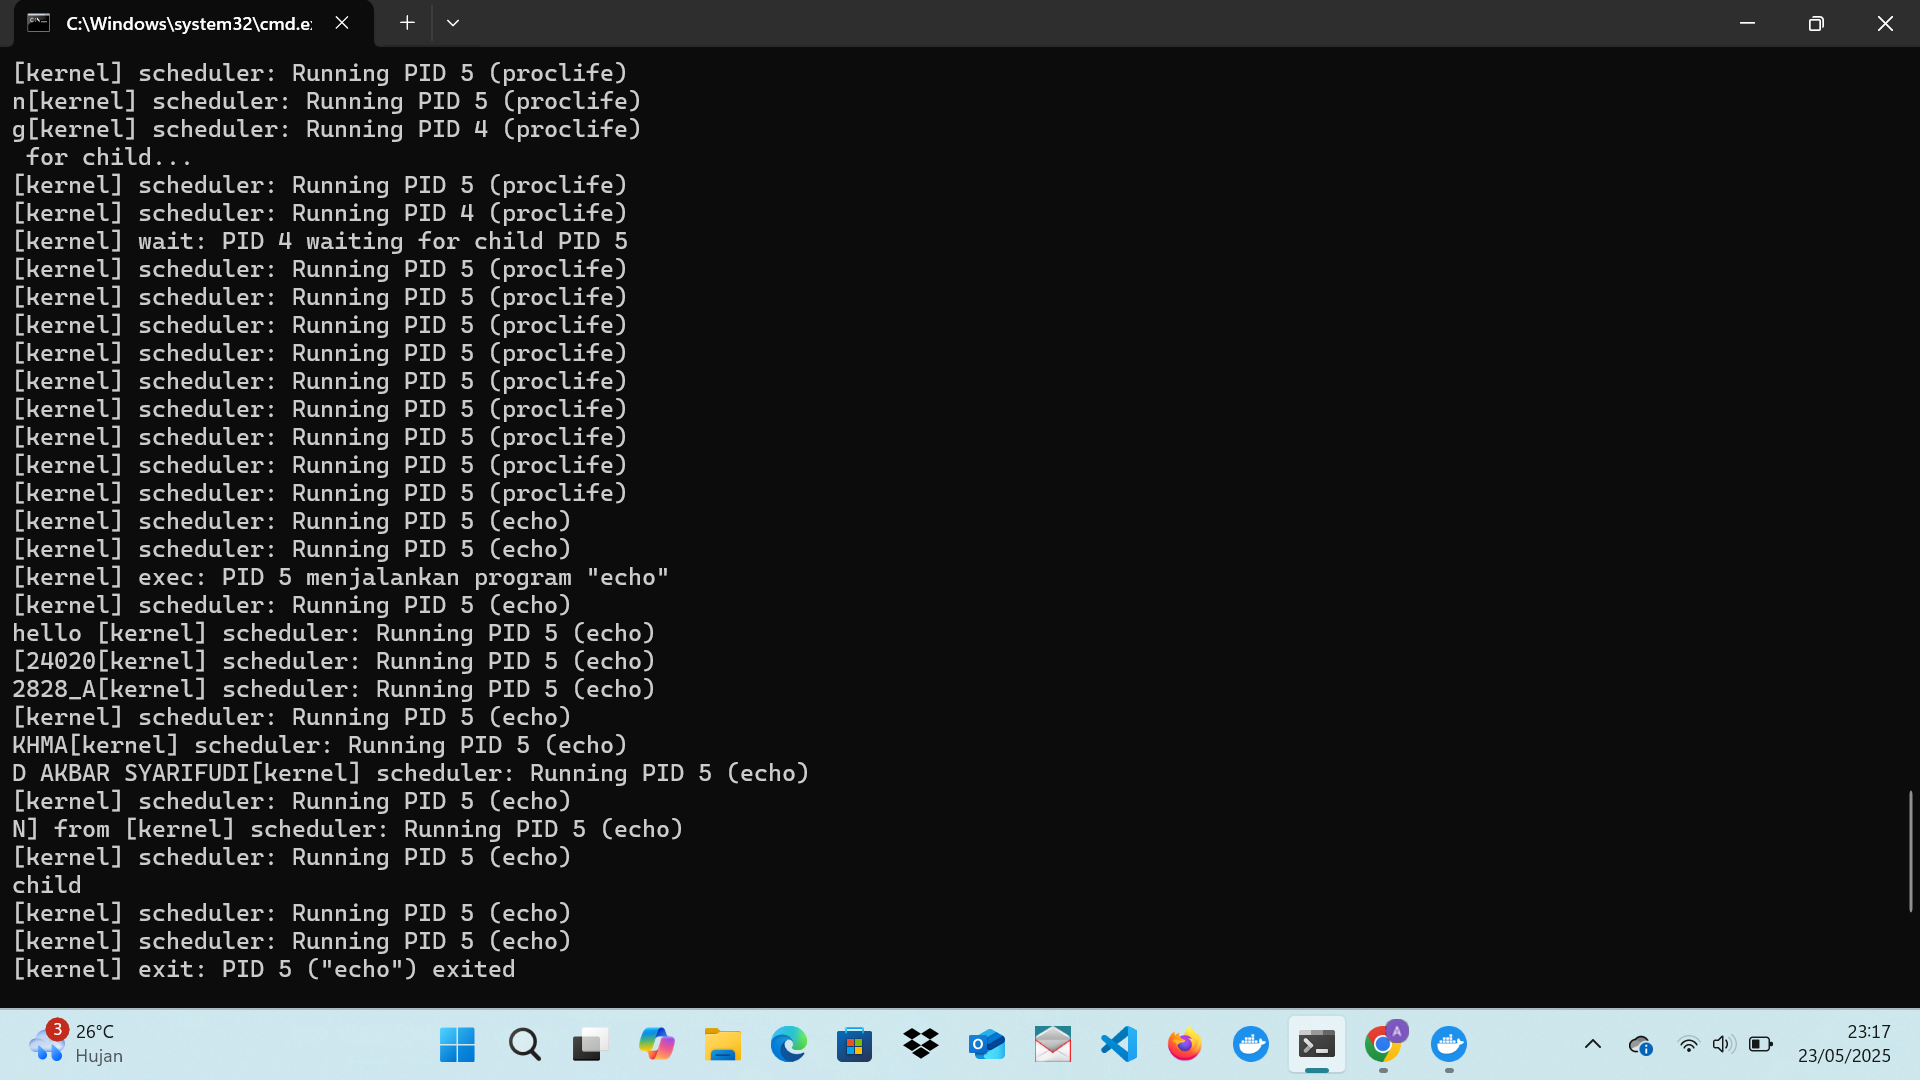 C:\Windows\system32\cmd.e
[kernel] scheduler: Running PID 5 (proclife)
n[kernel] scheduler: Running PID 5 (proclife)
g[kernel] scheduler: Running PID 4 (proclife)
 for child...
[kernel] scheduler: Running PID 5 (proclife)
[kernel] scheduler: Running PID 4 (proclife)
[kernel] wait: PID 4 waiting for child PID 5
[kernel] scheduler: Running PID 5 (proclife)
[kernel] scheduler: Running PID 5 (proclife)
[kernel] scheduler: Running PID 5 (proclife)
[kernel] scheduler: Running PID 5 (proclife)
[kernel] scheduler: Running PID 5 (proclife)
[kernel] scheduler: Running PID 5 (proclife)
[kernel] scheduler: Running PID 5 (proclife)
[kernel] scheduler: Running PID 5 (proclife)
[kernel] scheduler: Running PID 5 (proclife)
[kernel] scheduler: Running PID 5 (echo)
[kernel] scheduler: Running PID 5 (echo)
[kernel] exec: PID 5 menjalankan program "echo"
[kernel] scheduler: Running PID 5 (echo)
hello [kernel] scheduler: Running PID 5 (echo)
[24020[kernel] scheduler: Running PID 5 (echo)
2828_A[kernel] scheduler: Running PID 5 (echo)
[kernel] scheduler: Running PID 5 (echo)
KHMA[kernel] scheduler: Running PID 5 (echo)
D AKBAR SYARIFUDI[kernel] scheduler: Running PID 5 (echo)
[kernel] scheduler: Running PID 5 (echo)
N] from [kernel] scheduler: Running PID 5 (echo)
[kernel] scheduler: Running PID 5 (echo)
child
[kernel] scheduler: Running PID 5 (echo)
[kernel] scheduler: Running PID 5 (echo)
[kernel] exit: PID 5 ("echo") exited
3
26°C
Hujan
A
23:17
23/05/2025